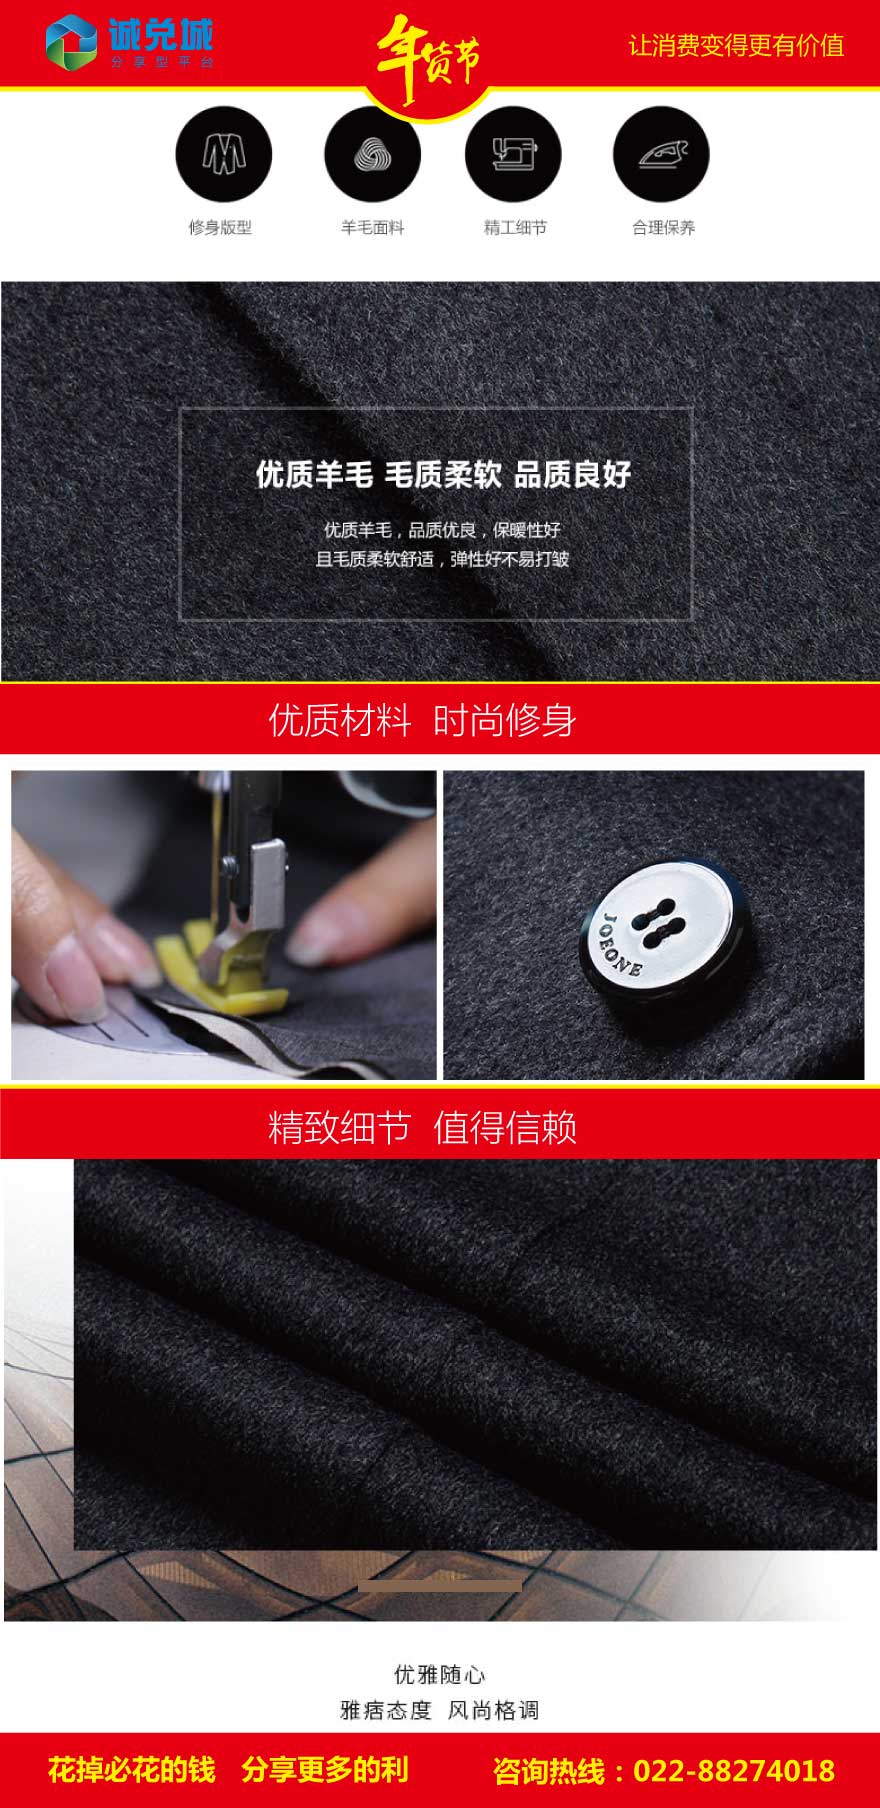 诚兑城
分享型平台
年货节
让消费变得更有价值
修身版型
羊毛面料
精工细节
合理保养
优质羊毛 毛质柔软 品质良好
优质羊毛，品质优良，保暖性好
且毛质柔软舒适，弹性好不易打皱
优质材料 时尚修身
JOEONE
精致细节 值得信赖
优雅随心
雅痞态度 风尚格调
花掉必花的钱 分享更多的利
咨询热线：022-88274018